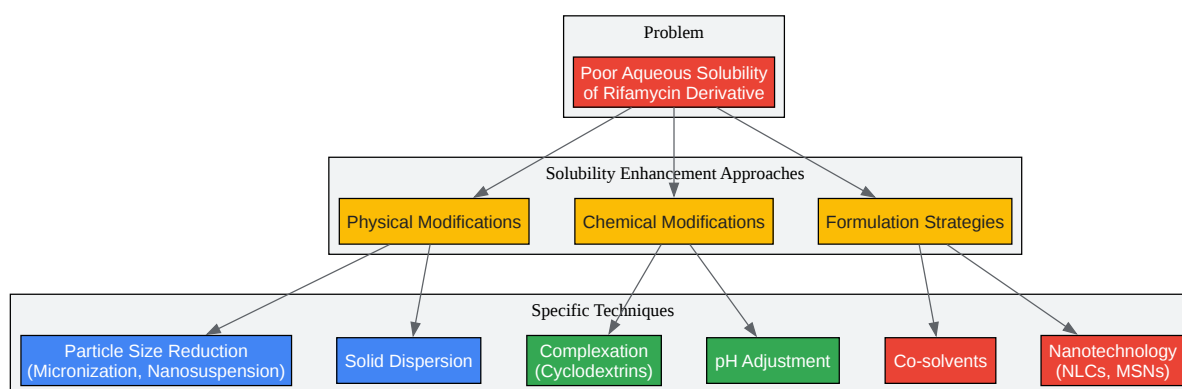 Problem
Poor Aqueous Solubility
of Rifamycin Derivative
Solubility Enhancement Approaches
Physical Modifications
Chemical Modifications
Formulation Strategies
Specific Techniques
Particle Size Reduction
(Micronization, Nanosuspension)
Solid Dispersion
Complexation
(Cyclodextrins)
pH Adjustment
Co-solvents
Nanotechnology
(NLCs, MSNs)